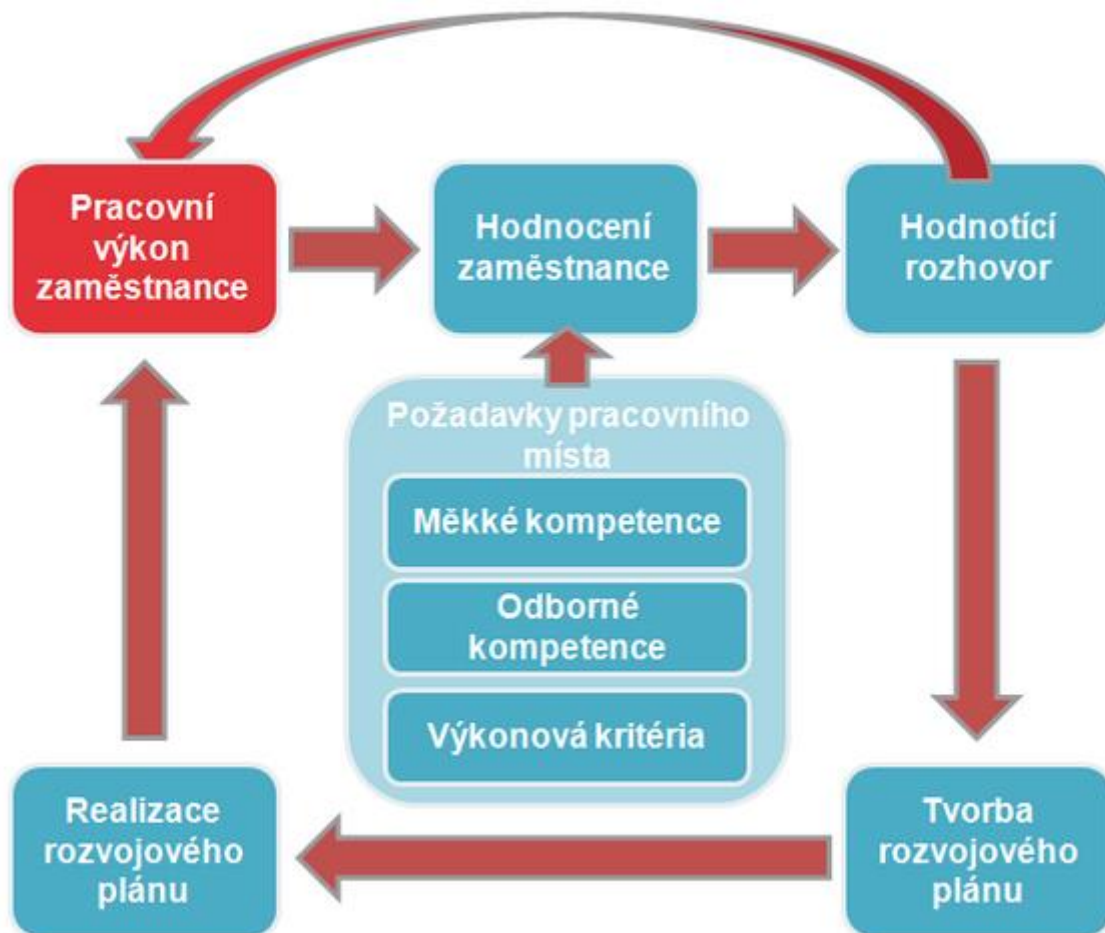 Pracovní
výkon
zaměstnance
Hodnocení
zaměstnance
Hodnotící
rozhovor
Požadavky pracovního
místa
Měkké kompetence
Odborné
kompetence
Výkonová kritéria
Realizace
rozvojového
plánu
Tvorba
rozvojového
plánu